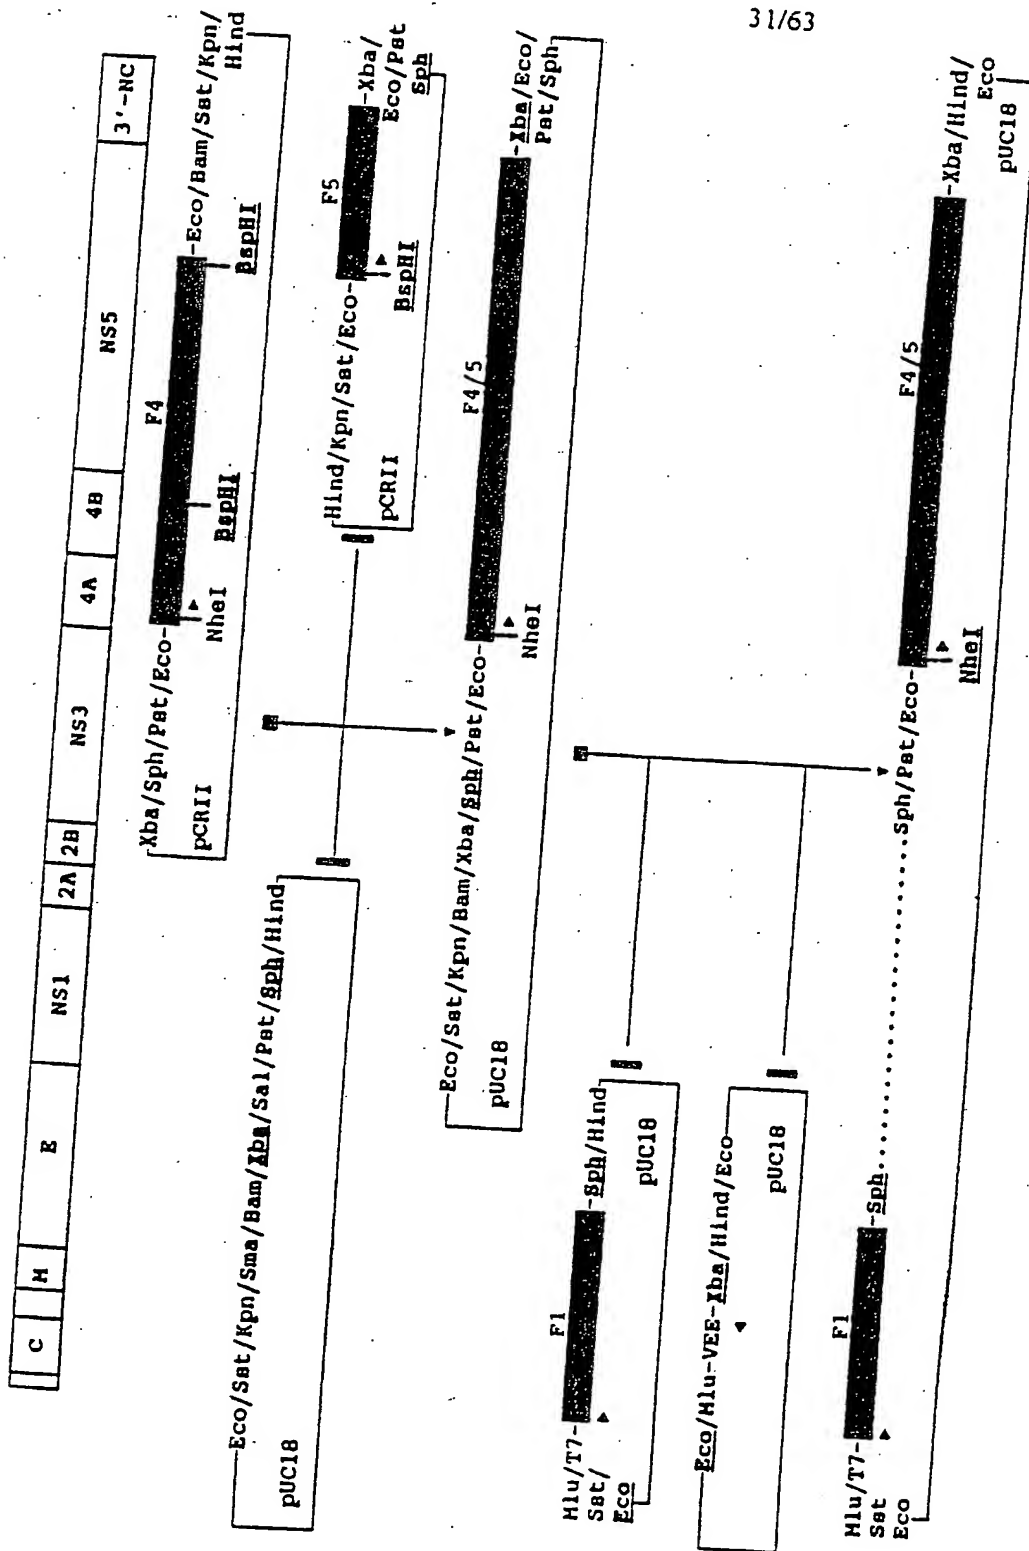 31/63
C
M
E
NS1
2A
2B
NS3
4A
4B
NS5
3'-NC
Xba/Sph/Pst/Eco-
F4
-Eco/Bam/Sst/Kpn/
Hind
pCRII
NheI
BspHI
BspHI
-Eco/Sst/Kpn/Sma/Bam/Xba/Sal/Pst/Sph/Hind
pUC18
Hind/Kpn/Sst/Eco-
F5
-Xba/
Eco/Pst
Sph
pCRII
BspHI
-Eco/Sst/Kpn/Bam/Xba/Sph/Pst/Eco-
F4/5
-Xba/Eco/
Pst/Sph
pUC18
NheI
Mlu/T7-
Sst/
Eco
F1
-Sph/Hind
pUC18
Eco/Mlu-VEE-Xba/Hind/Eco
pUC18
Mlu/T7-
Sst
Eco
F1
-Sph.....................Sph/Pst/Eco-
F4/5
-Xba/Hind/
Eco
pUC18
NheI